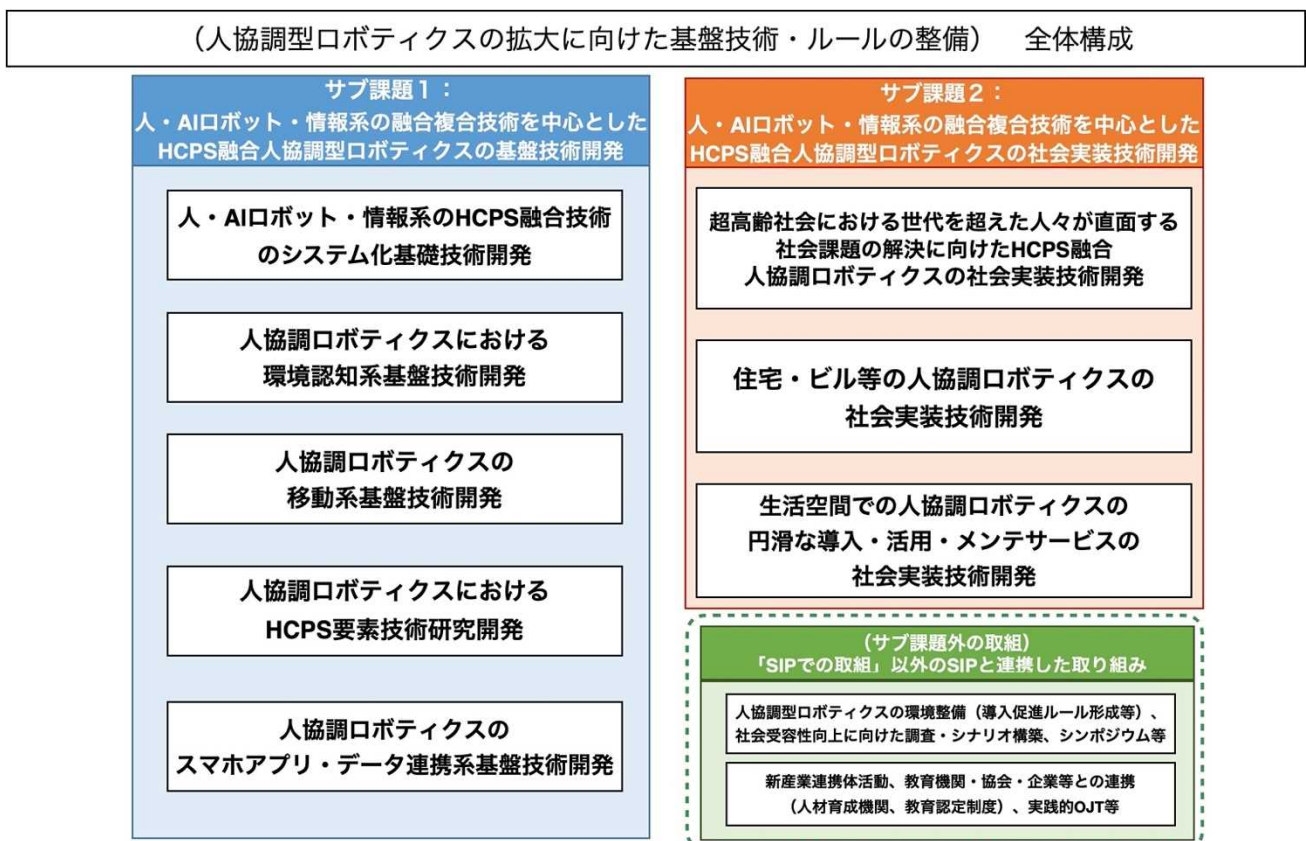 （人協調型ロボティクスの拡大に向けた基盤技術・ルールの整備）　全体構成
サブ課題１：
人・AIロボット・情報系の融合複合技術を中心とした
HCPS融合人協調型ロボティクスの基盤技術開発
人・AIロボット・情報系のHCPS融合技術
のシステム化基礎技術開発
人協調ロボティクスにおける
環境認知系基盤技術開発
人協調ロボティクスの
移動系基盤技術開発
人協調ロボティクスにおける
HCPS要素技術研究開発
人協調ロボティクスの
スマホアプリ・データ連携系基盤技術開発
サブ課題２：
人・AIロボット・情報系の融合複合技術を中心とした
HCPS融合人協調型ロボティクスの社会実装技術開発
超高齢社会における世代を超えた人々が直面する
社会課題の解決に向けたHCPS融合
人協調ロボティクスの社会実装技術開発
住宅・ビル等の人協調ロボティクスの
社会実装技術開発
生活空間での人協調ロボティクスの
円滑な導入・活用・メンテサービスの
社会実装技術開発
（サブ課題外の取組）
「SIPでの取組」以外のSIPと連携した取り組み
人協調型ロボティクスの環境整備（導入促進ルール形成等）、
社会受容性向上に向けた調査・シナリオ構築、シンポジウム等
新産業連携体活動、教育機関・協会・企業等との連携
（人材育成機関、教育認定制度）、実践的OJT等